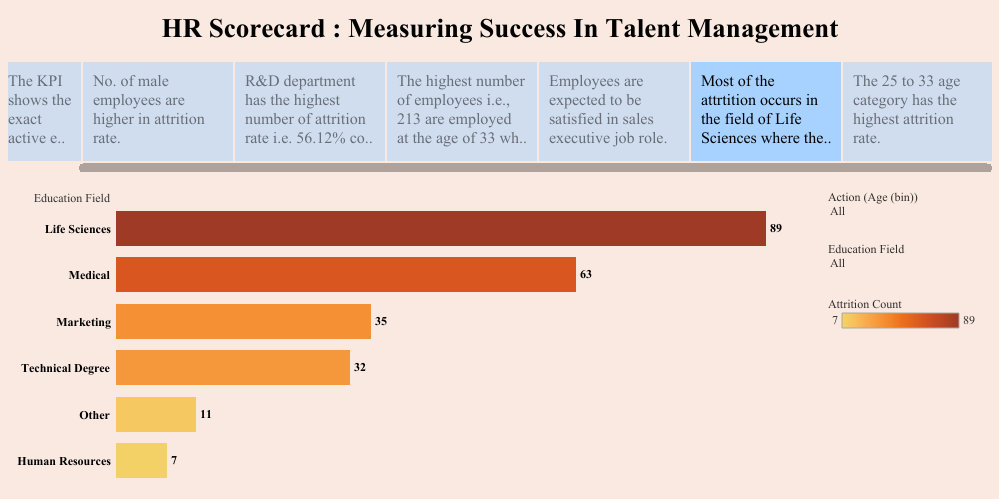 HR Scorecard : Measuring Success In Talent Management
The KPI
shows the
exact
active e..
No. of male
employees are
higher in attrition
rate.
R&D department
has the highest
number of attrition
rate i.e. 56.12% co..
The highest number
of employees i.e.,
213 are employed
at the age of 33 wh..
Employees are
expected to be
satisfied in sales
executive job role.
Most of the
attrtition occurs in
the field of Life
Sciences where the..
The 25 to 33 age
category has the
highest attrition
rate.
Education Field
Life Sciences 89
Medical 63
Marketing 35
Technical Degree 32
Other 11
Human Resources 7
Action (Age (bin))
All
Education Field
All
Attrition Count
7 89